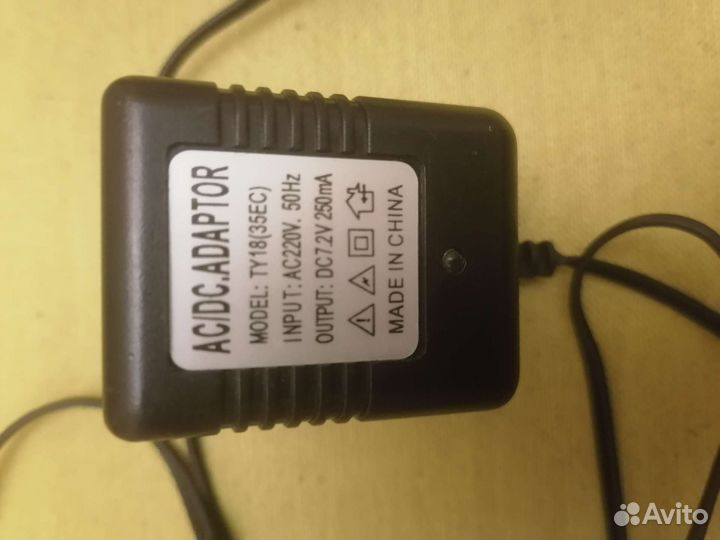 AC/DC.ADAPTOR
MODEL: TY18(35EC)
INPUT: AC220V. 50Hz
OUTPUT: DC7.2V 250mA
MADE IN CHINA
Avito